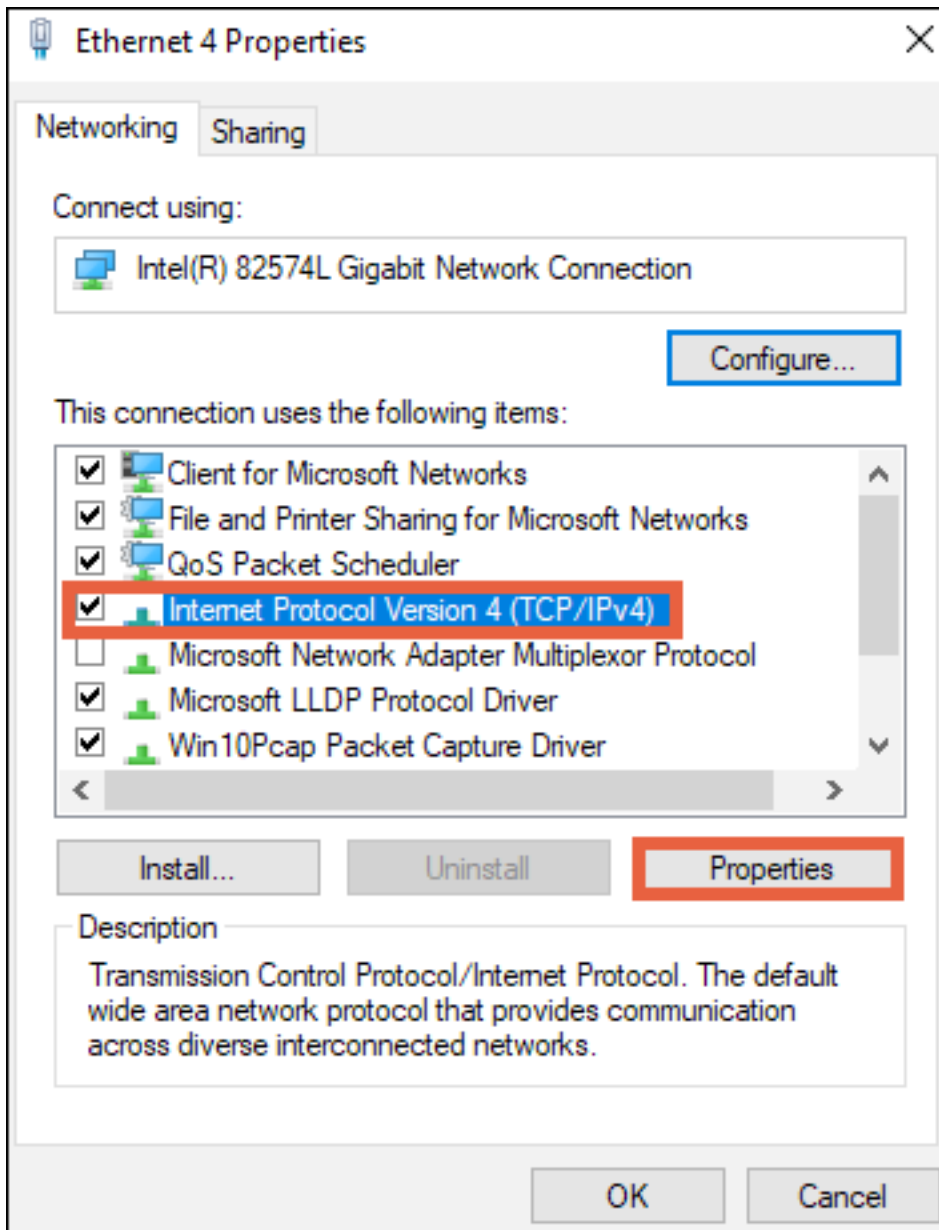 Ethernet 4 Properties
Networking
Sharing
Connect using:
Intel(R) 82574L Gigabit Network Connection
Configure...
This connection uses the following items:
Client for Microsoft Networks
File and Printer Sharing for Microsoft Networks
QoS Packet Scheduler
Internet Protocol Version 4 (TCP/IPv4)
Microsoft Network Adapter Multiplexor Protocol
Microsoft LLDP Protocol Driver
Win10Pcap Packet Capture Driver
Install...
Uninstall
Properties
Description
Transmission Control Protocol/Internet Protocol. The default
wide area network protocol that provides communication
across diverse interconnected networks.
OK
Cancel